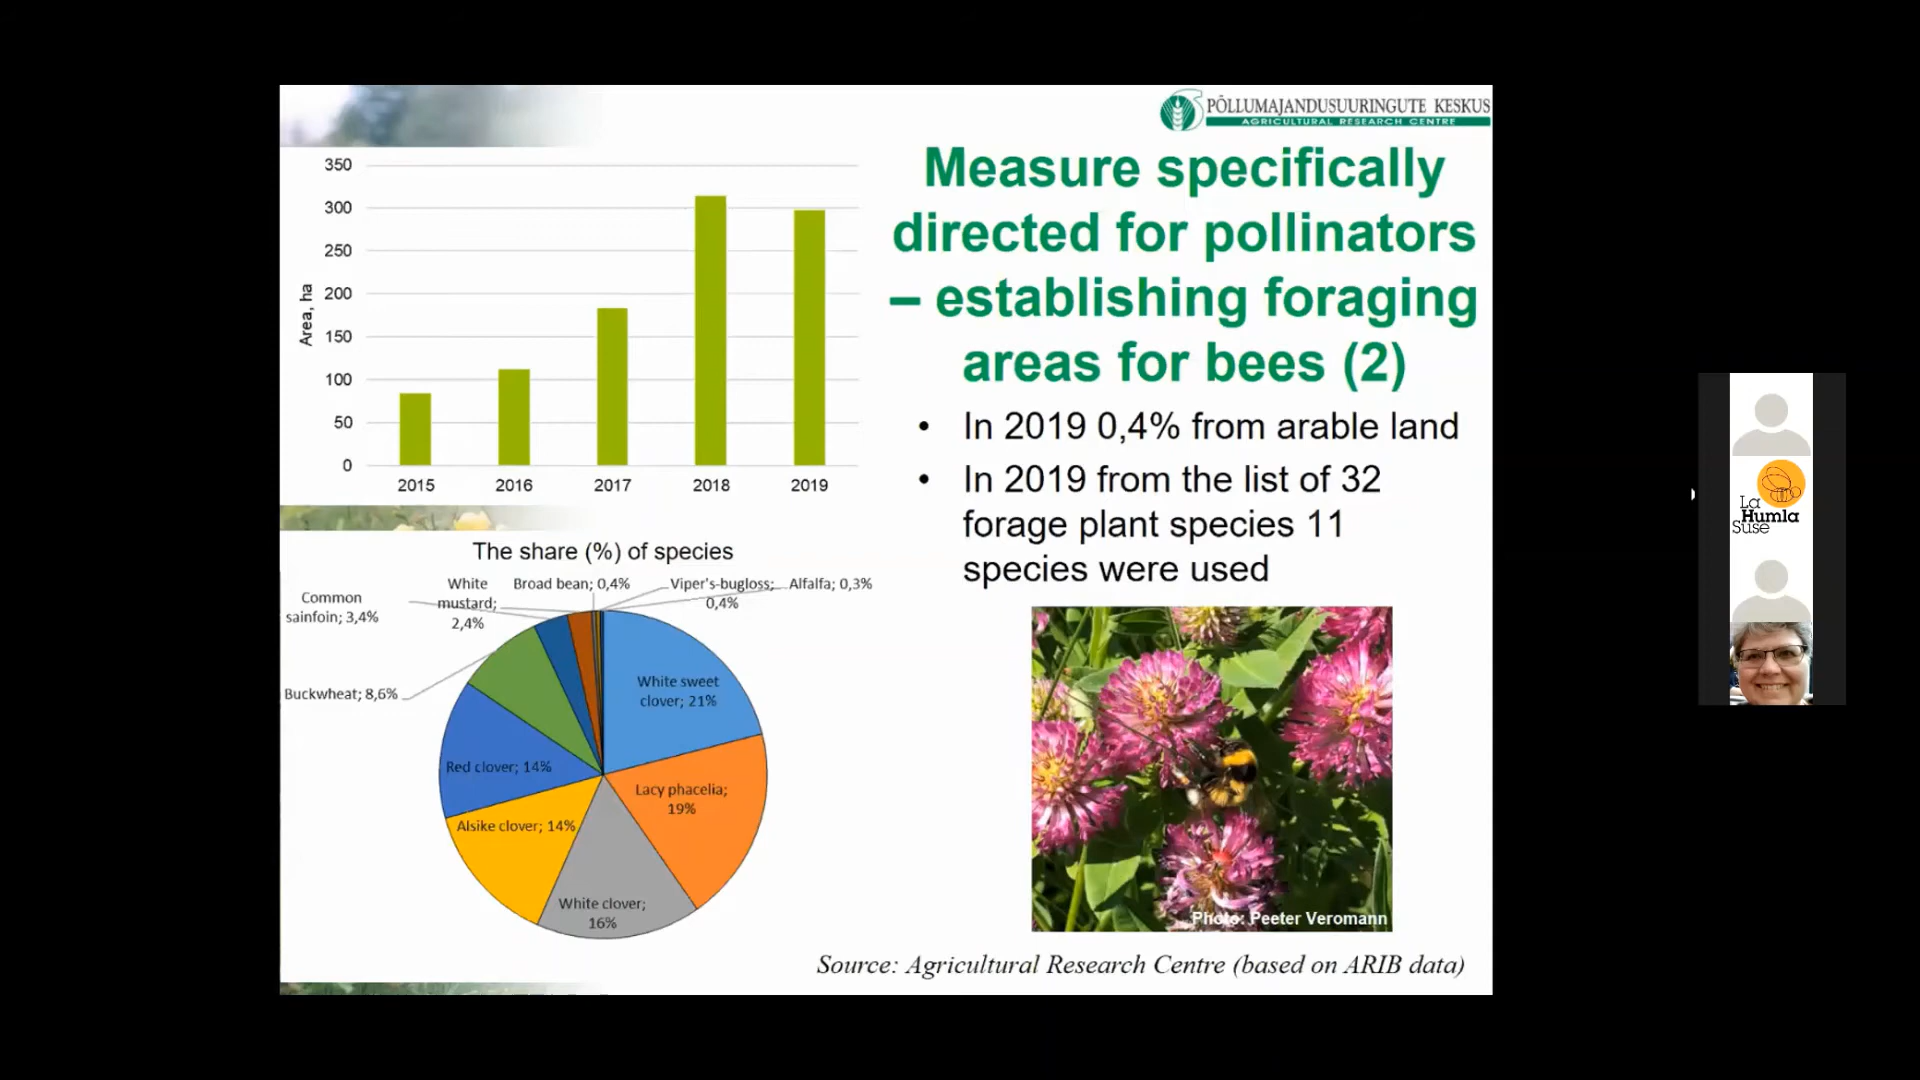 PÕLLUMAJANDUSUURINGUTE KESKUS
AGRICULTURAL RESEARCH CENTRE
Measure specifically
directed for pollinators
– establishing foraging
areas for bees (2)
• In 2019 0,4% from arable land
• In 2019 from the list of 32
forage plant species 11
species were used
350
300
250
200
150
100
50
0
Area, ha
2015 2016 2017 2018 2019
The share (%) of species
Common
sainfoin; 3,4%
White
mustard;
2,4%
Broad bean; 0,4%
Viper's-bugloss;
0,4%
Alfalfa; 0,3%
Buckwheat; 8,6%
White sweet
clover; 21%
Red clover; 14%
Lacy phacelia;
19%
Alsike clover; 14%
White clover;
16%
Photo: Peeter Veromann
Source: Agricultural Research Centre (based on ARIB data)
La
Humla
Suse